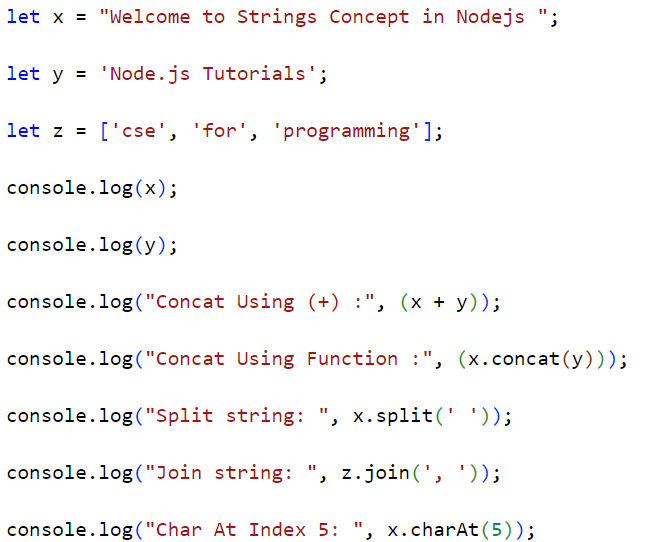 let x = "Welcome to Strings Concept in Nodejs ";
let y = 'Node.js Tutorials';
let z = ['cse', 'for', 'programming'];
console.log(x);
console.log(y);
console.log("Concat Using (+) :", (x + y));
console.log("Concat Using Function :", (x.concat(y)));
console.log("Split string: ", x.split(' '));
console.log("Join string: ", z.join(', '));
console.log("Char At Index 5: ", x.charAt(5));